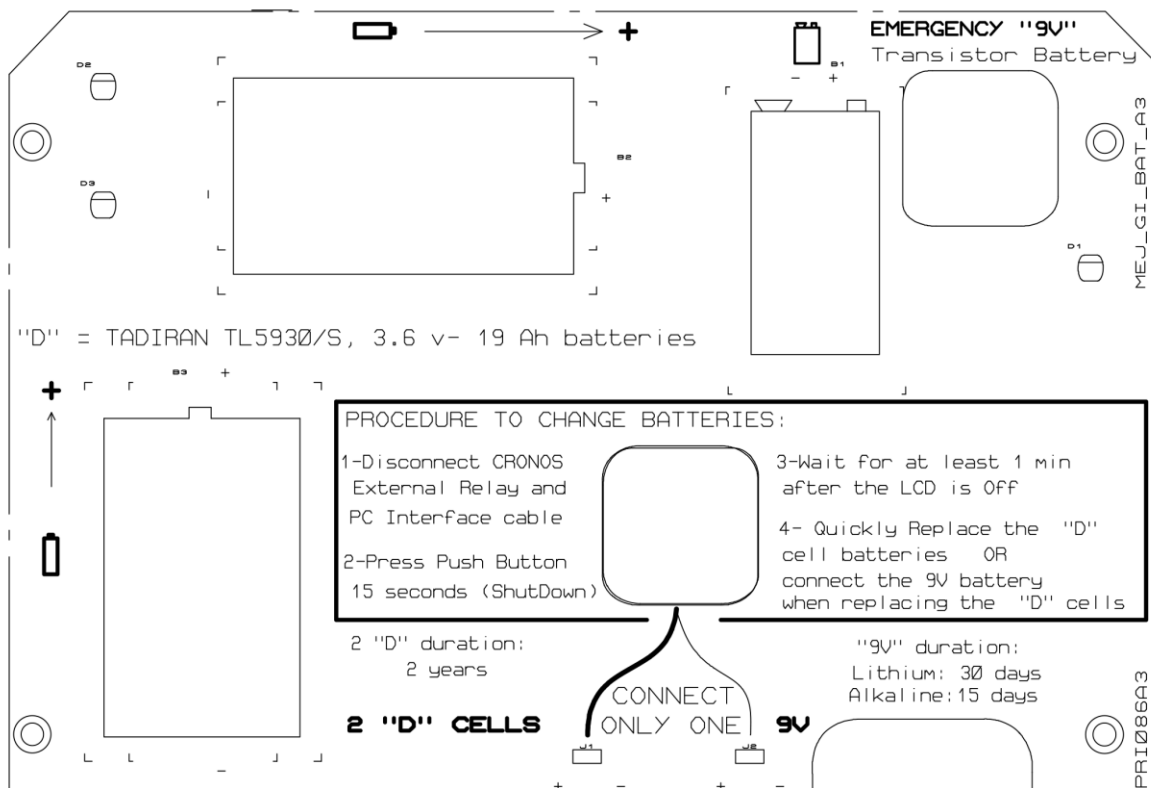 EMERGENCY "9V"
Transistor Battery
+
B1
- +
D2
D3
B2
- +
D1
MEJ_GI_BAT_A3
"D" = TADIRAN TL5930/S, 3.6 v- 19 Ah batteries
B3 +
+
PROCEDURE TO CHANGE BATTERIES:
1-Disconnect CRONOS
External Relay and
PC Interface cable
2-Press Push Button
15 seconds (ShutDown)
3-Wait for at least 1 min
after the LCD is Off
4- Quickly Replace the "D"
cell batteries OR
connect the 9V battery
when replacing the "D" cells
2 "D" duration:
2 years
"9V" duration:
Lithium: 30 days
Alkaline:15 days
CONNECT
ONLY ONE
2 "D" CELLS
9V
J1
J2
-
+ - + -
PRI086A3